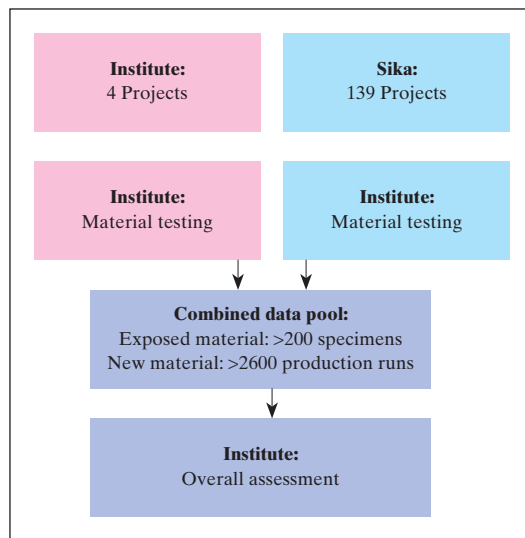 Institute:
4 Projects
Sika:
139 Projects
Institute:
Material testing
Institute:
Material testing
Combined data pool:
Exposed material: >200 specimens
New material: >2600 production runs
Institute:
Overall assessment